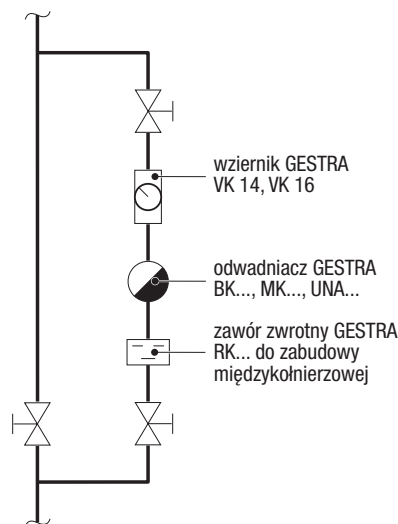 wziernik GESTRA
VK 14, VK 16
odwadniacz GESTRA
BK..., MK..., UNA...
zawór zwrotny GESTRA
RK... do zabudowy
międzykołnierzowej